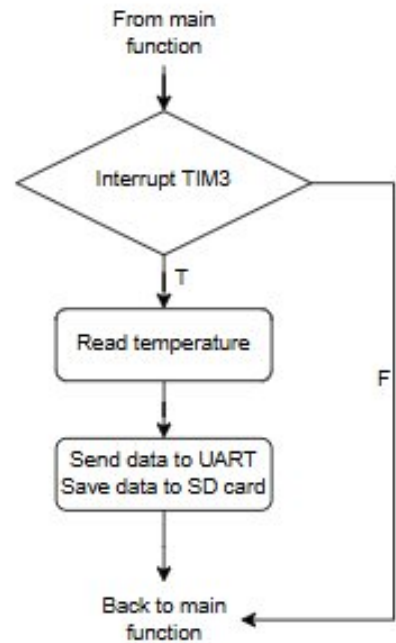 From main
function
Interrupt TIM3
T
Read temperature
F
Send data to UART
Save data to SD card
Back to main
function